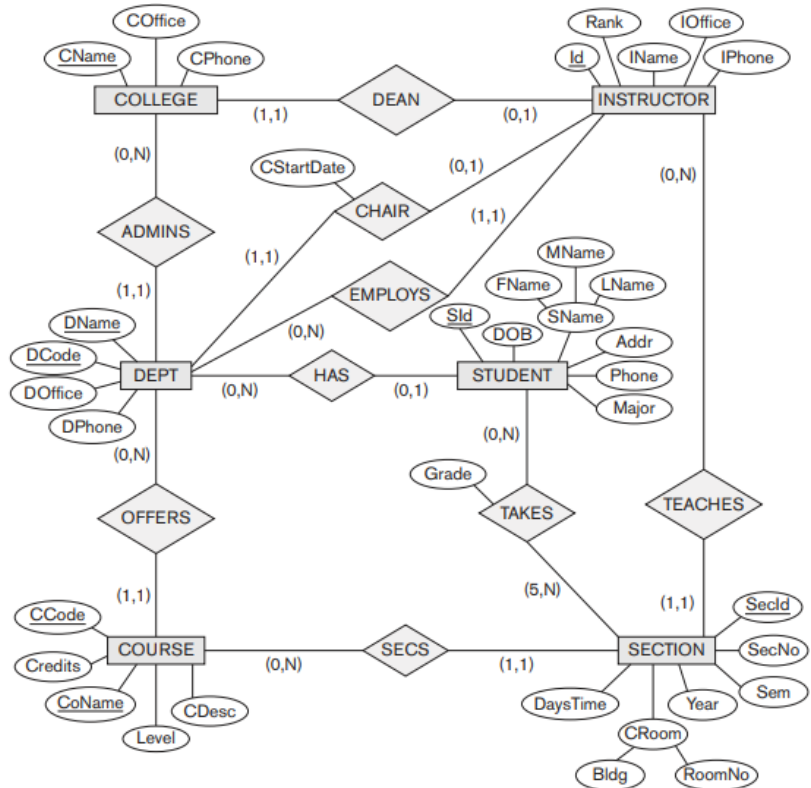 COffice
CName
CPhone
COLLEGE
(1,1)
DEAN
(0,1)
Rank
IOffice
Id
IName
IPhone
INSTRUCTOR
(0,N)
CStartDate
(0,1)
(0,N)
ADMINS
CHAIR
(1,1)
(1,1)
(1,1)
EMPLOYS
(0,N)
MName
FName
LName
SId
SName
DOB
Addr
Phone
Major
STUDENT
DName
DCode
DOffice
DPhone
DEPT
(0,N)
HAS
(0,1)
(0,N)
(0,N)
OFFERS
Grade
TAKES
TEACHES
(5,N)
(1,1)
(1,1)
CCode
Credits
CoName
Level
CDesc
COURSE
(0,N)
SECS
(1,1)
SECTION
SecId
SecNo
Sem
Year
DaysTime
CRoom
Bldg
RoomNo